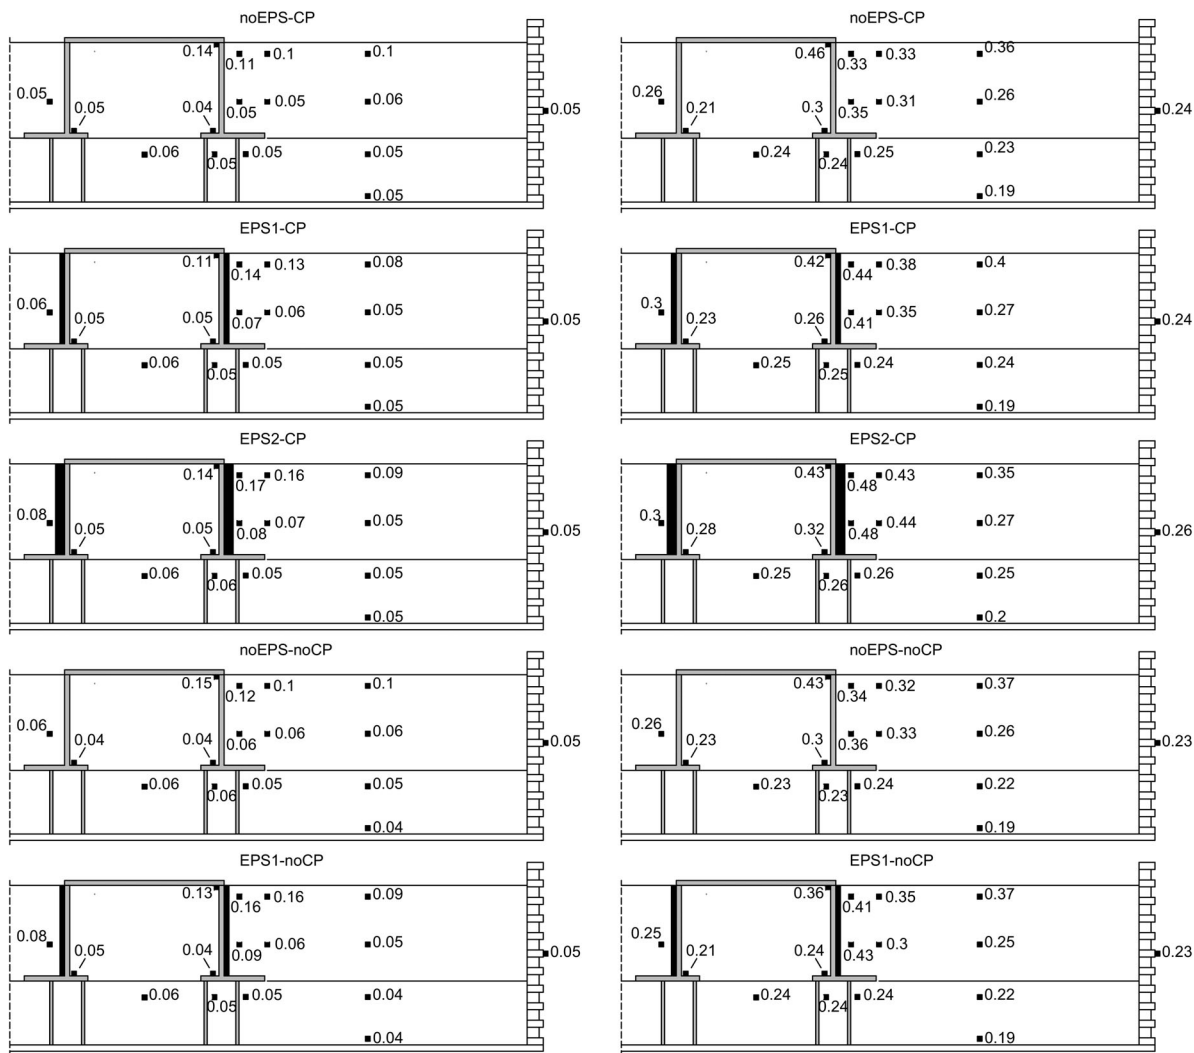 noEPS-CP noEPS-CP
0.14 0.1 0.1 0.46 0.33 0.36
0.11 0.33
0.05 0.05 0.04 0.05 0.05 0.06 0.05 0.26 0.21 0.3 0.35 0.31 0.26 0.24
0.06 0.05 0.05 0.05 0.24 0.24 0.25 0.23
0.05 0.19
EPS1-CP EPS1-CP
0.11 0.13 0.08 0.42 0.38 0.4
0.14 0.44
0.06 0.05 0.05 0.07 0.06 0.05 0.05 0.3 0.23 0.26 0.41 0.35 0.27 0.24
0.06 0.05 0.05 0.05 0.25 0.25 0.24 0.24
0.05 0.19
EPS2-CP EPS2-CP
0.14 0.16 0.09 0.43 0.43 0.35
0.17 0.48
0.08 0.05 0.05 0.08 0.07 0.05 0.05 0.3 0.28 0.32 0.48 0.44 0.27 0.26
0.06 0.06 0.05 0.05 0.25 0.26 0.26 0.25
0.05 0.2
noEPS-noCP noEPS-noCP
0.15 0.1 0.1 0.43 0.32 0.37
0.12 0.34
0.06 0.04 0.04 0.06 0.06 0.06 0.05 0.26 0.23 0.3 0.36 0.33 0.26 0.23
0.06 0.06 0.05 0.05 0.23 0.23 0.24 0.22
0.04 0.19
EPS1-noCP EPS1-noCP
0.13 0.16 0.09 0.36 0.35 0.37
0.16 0.41
0.08 0.05 0.04 0.09 0.06 0.05 0.05 0.25 0.21 0.24 0.43 0.3 0.25 0.23
0.06 0.05 0.05 0.04 0.24 0.24 0.24 0.22
0.04 0.19